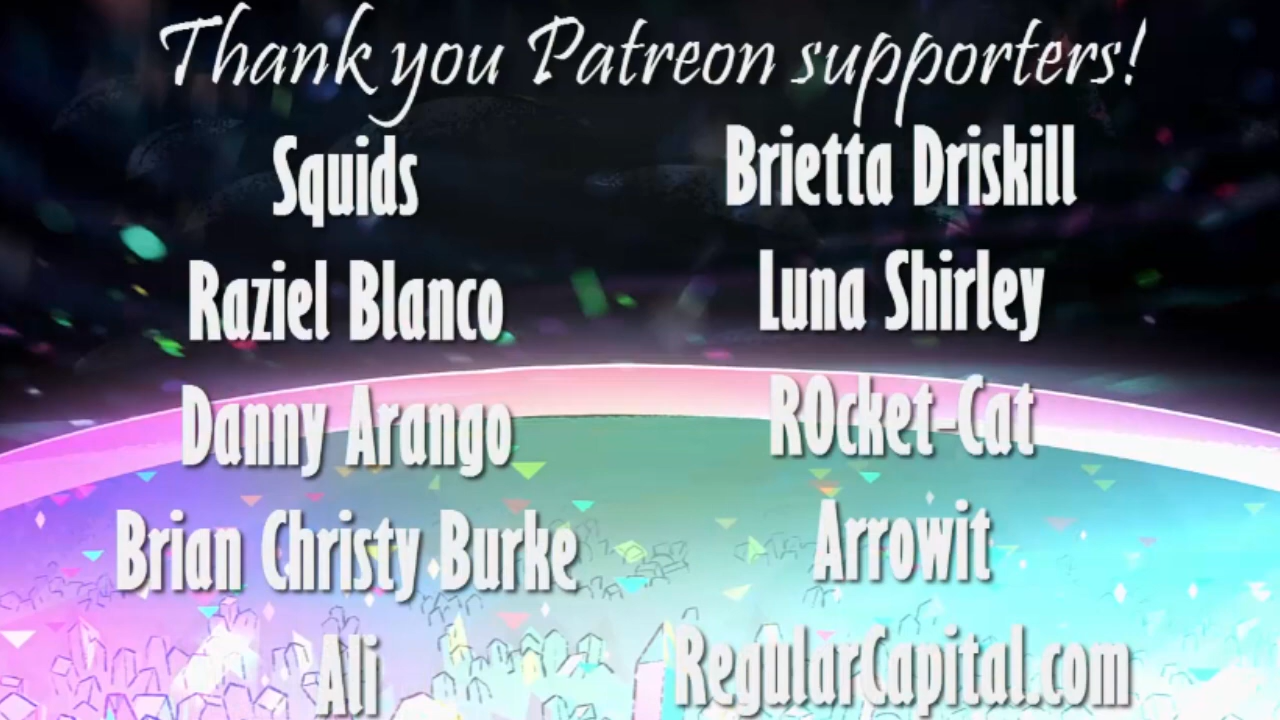 Thank you Patreon supporters!
Squids
Brietta Driskill
Raziel Blanco
Luna Shirley
Danny Arango
R0cket-Cat
Brian Christy Burke
Arrowit
Ali
RegularCapital.com